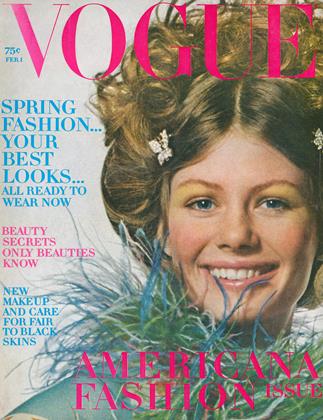 VOGUE
75¢
FEB. 1
SPRING
FASHION...
YOUR
BEST
LOOKS...
ALL READY TO
WEAR NOW
BEAUTY
SECRETS
ONLY BEAUTIES
KNOW
NEW
MAKEUP
AND CARE
FOR FAIR
TO BLACK
SKINS
AMERICANA
FASHION ISSUE